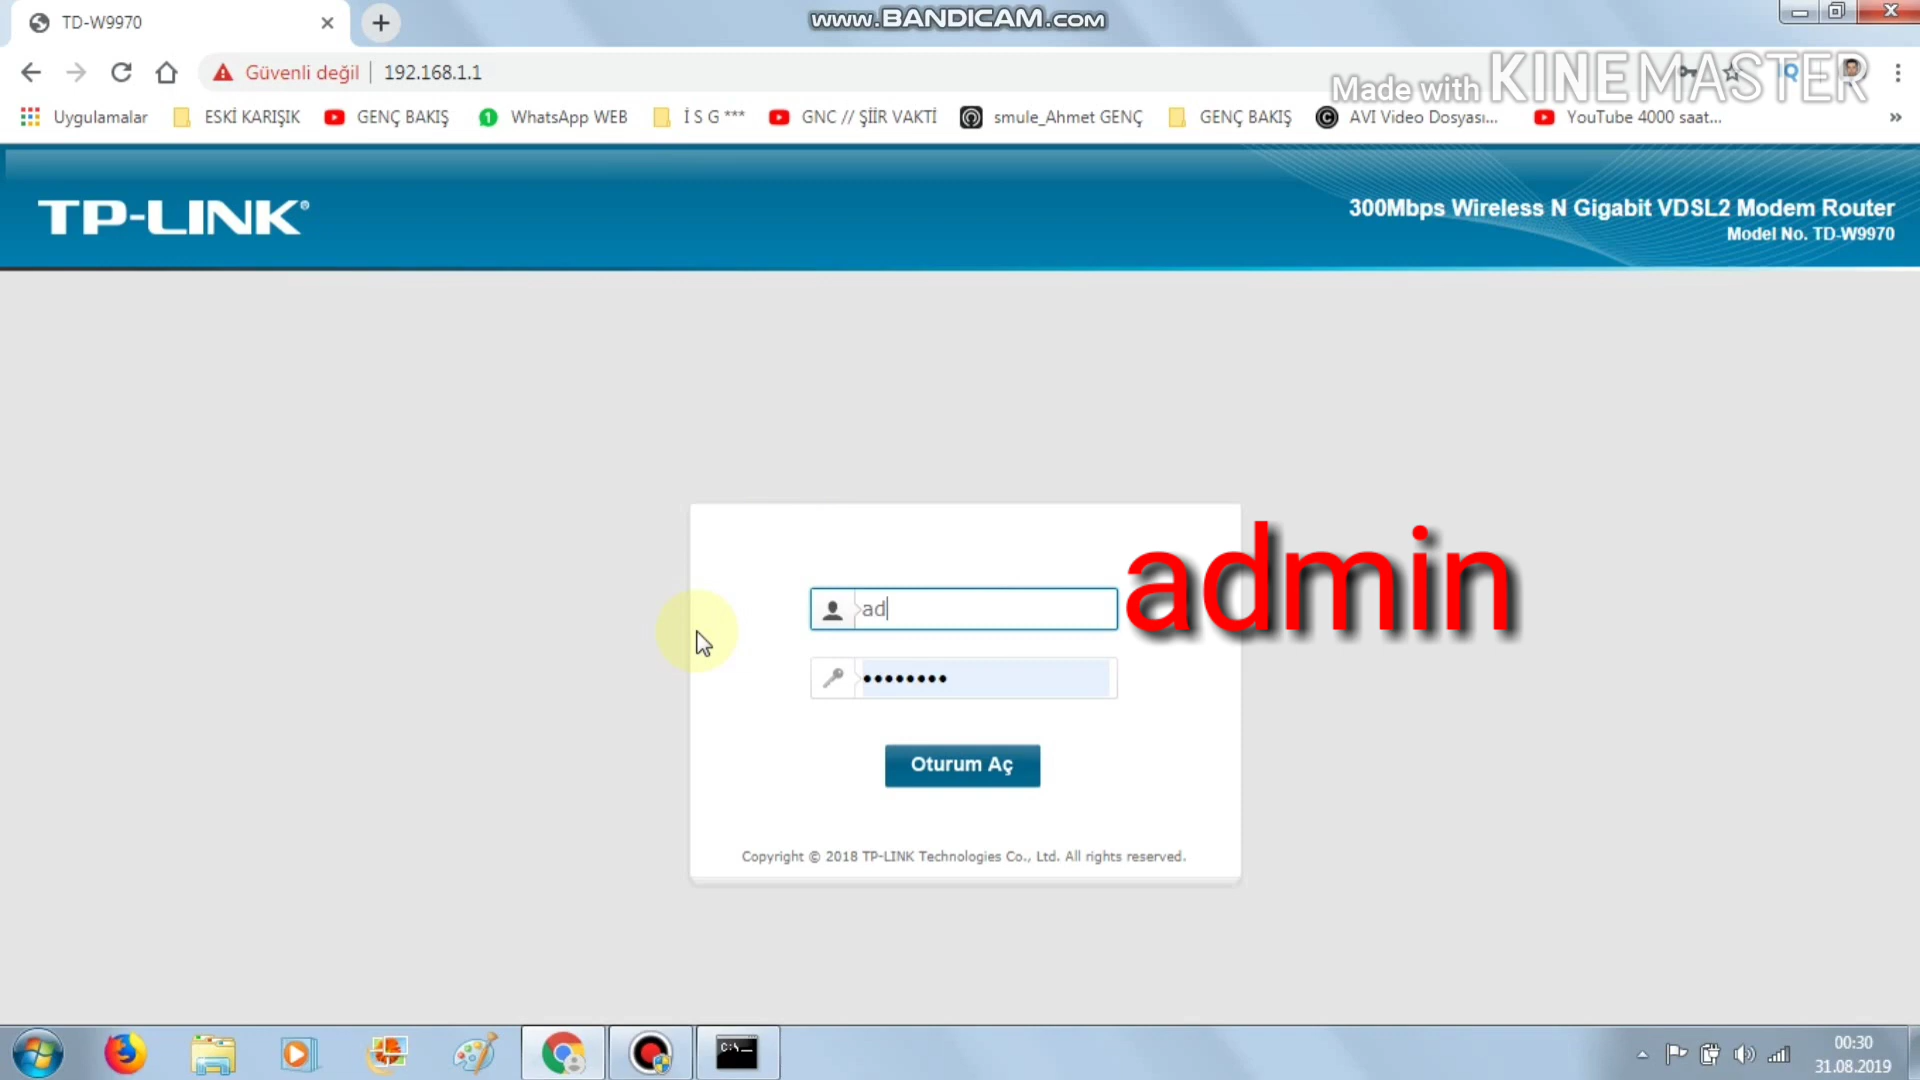 TD-W9970
www.BANDICAM.com
Güvenli değil
192.168.1.1
Made with KINEMASTER
Uygulamalar
ESKİ KARIŞIK
GENÇ BAKIŞ
WhatsApp WEB
İ S G ***
GNC // ŞİİR VAKTİ
smule_Ahmet GENÇ
GENÇ BAKIŞ
AVI Video Dosyası...
YouTube 4000 saat...
TP-LINK®
300Mbps Wireless N Gigabit VDSL2 Modem Router
Model No. TD-W9970
ad
admin
Oturum Aç
Copyright © 2018 TP-LINK Technologies Co., Ltd. All rights reserved.
00:30
31.08.2019